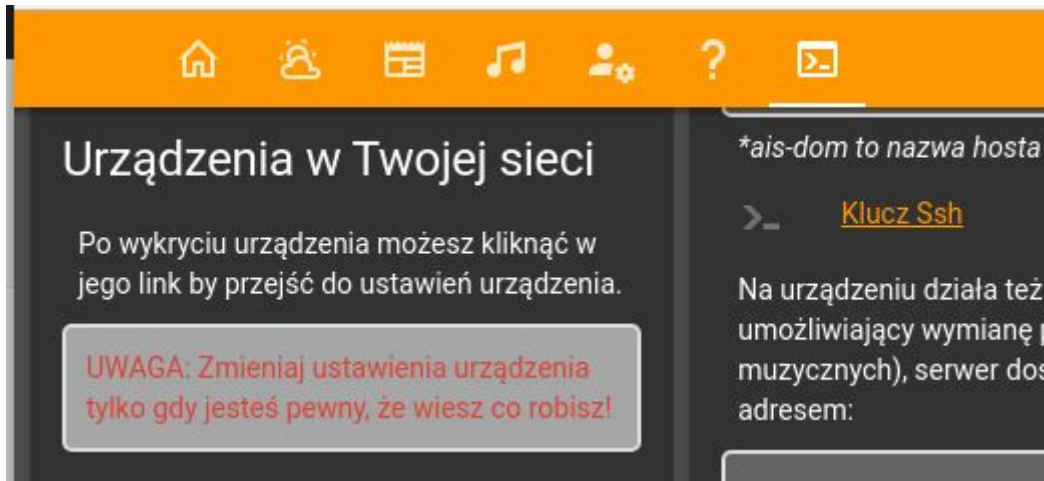 Urządzenia w Twojej sieci
Po wykryciu urządzenia możesz kliknąć w
jego link by przejść do ustawień urządzenia.
UWAGA: Zmieniaj ustawienia urządzenia
tylko gdy jesteś pewny, że wiesz co robisz!
*ais-dom to nazwa hosta
Klucz Ssh
Na urządzeniu działa też
umożliwiający wymianę
muzycznych), serwer
adresem: